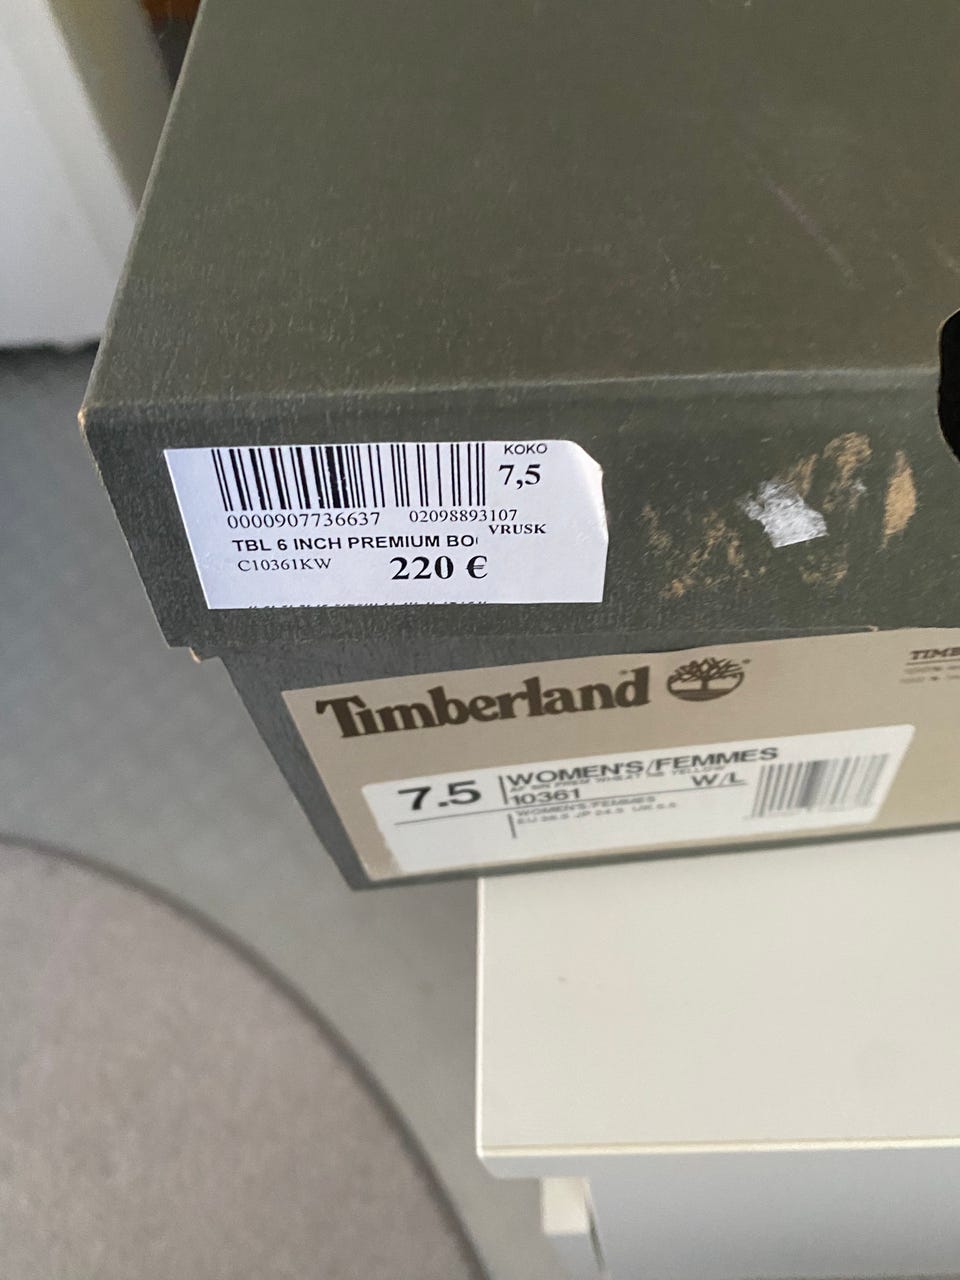 KOKO
7,5
0000907736637 02098893107
VRUSK
TBL 6 INCH PREMIUM BO
C10361KW 220 €
Timberland
7.5 WOMEN'S/FEMMES
W/L
10361
WOMEN'S/FEMMES